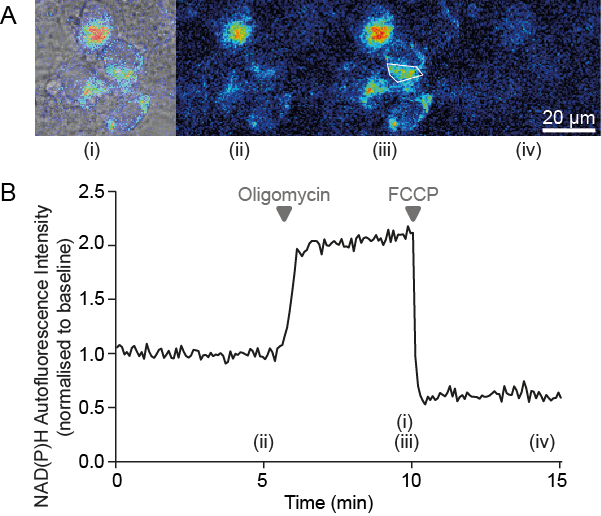 A
20 μm
(i) (ii) (iii) (iv)
B
NAD(P)H Autofluorescence Intensity
(normalised to baseline)
Oligomycin FCCP
2.5
2.0
1.5
1.0
0.5
0.0
(i)
(ii) (iii) (iv)
0 5 10 15
Time (min)